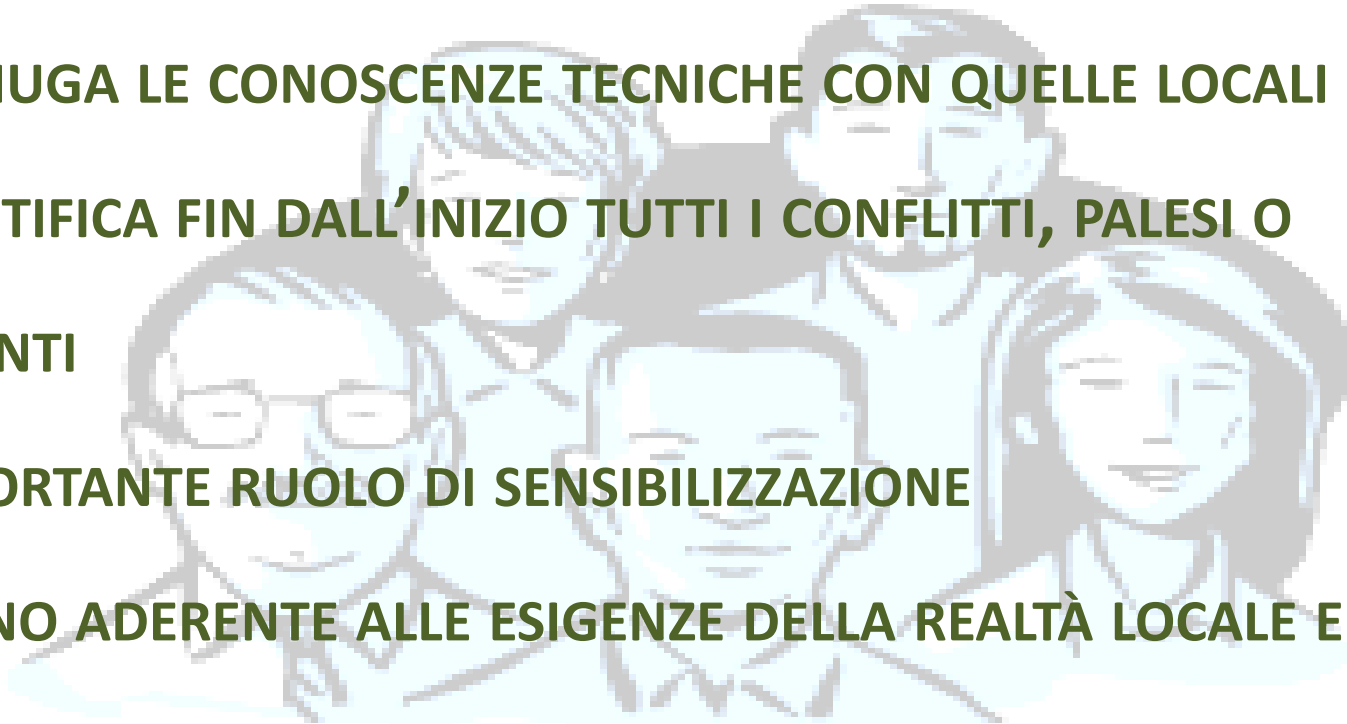 IUGA LE CONOSCENZE TECNICHE CON QUELLE LOCALI
TIFICA FIN DALL’INIZIO TUTTI I CONFLITTI, PALESI O
NTI
ORTANTE RUOLO DI SENSIBILIZZAZIONE
NO ADERENTE ALLE ESIGENZE DELLA REALTÀ LOCALE E